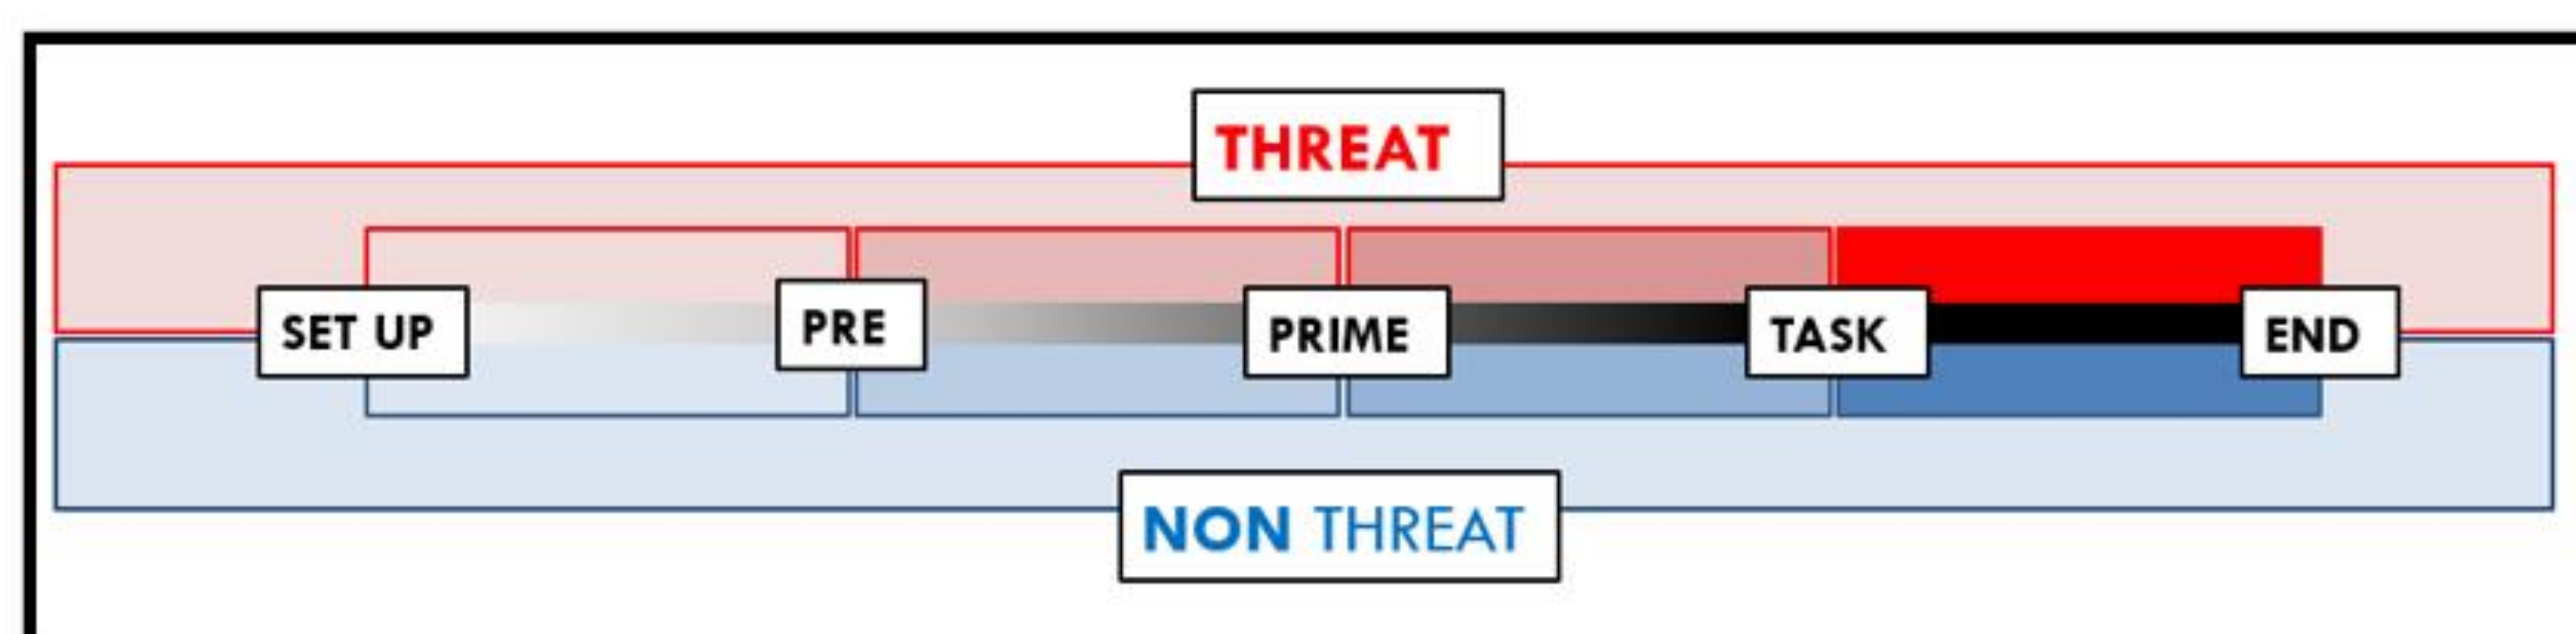 THREAT
SET UP
PRE
PRIME
TASK
END
NON THREAT